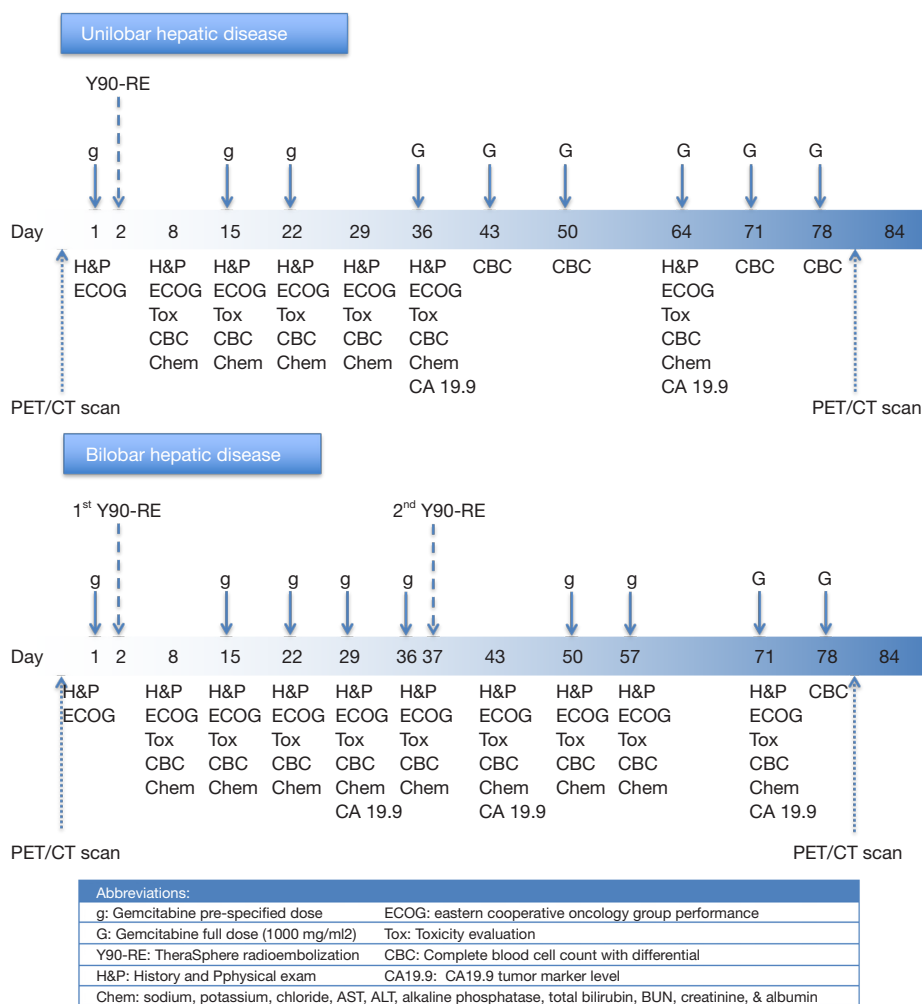 Unilobar hepatic disease
Y90-RE
g g g G G G G G G
Day 1 2 8 15 22 29 36 43 50 64 71 78 84
H&P H&P H&P H&P H&P H&P CBC CBC H&P CBC CBC
ECOG ECOG ECOG ECOG ECOG ECOG ECOG
Tox Tox Tox Tox Tox Tox
CBC CBC CBC CBC CBC CBC
Chem Chem Chem Chem Chem Chem
CA 19.9 CA 19.9
PET/CT scan PET/CT scan
Bilobar hepatic disease
1st Y90-RE 2nd Y90-RE
g g g g g g g G G
Day 1 2 8 15 22 29 36 37 43 50 57 71 78 84
H&P H&P H&P H&P H&P H&P H&P H&P H&P H&P CBC
ECOG ECOG ECOG ECOG ECOG ECOG ECOG ECOG ECOG ECOG
Tox Tox Tox Tox Tox Tox Tox Tox Tox
CBC CBC CBC CBC CBC CBC CBC CBC CBC
Chem Chem Chem Chem Chem Chem Chem Chem Chem
CA 19.9 CA 19.9 CA 19.9
PET/CT scan PET/CT scan
Abbreviations:
g: Gemcitabine pre-specified dose ECOG: eastern cooperative oncology group performance
G: Gemcitabine full dose (1000 mg/ml2) Tox: Toxicity evaluation
Y90-RE: TheraSphere radioembolization CBC: Complete blood cell count with differential
H&P: History and Pphysical exam CA19.9: CA19.9 tumor marker level
Chem: sodium, potassium, chloride, AST, ALT, alkaline phosphatase, total bilirubin, BUN, creatinine, & albumin